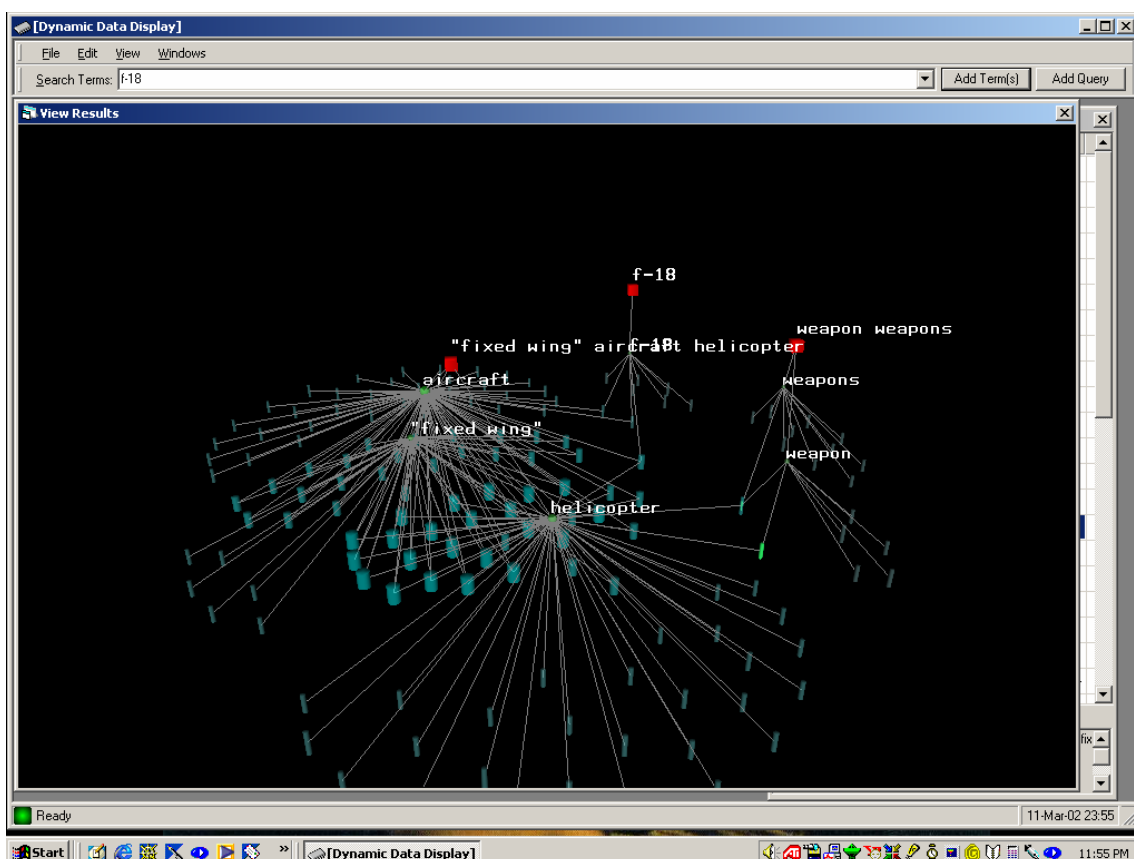 [Dynamic Data Display]
File Edit View Windows
Search Terms: f-18 Add Term(s) Add Query
View Results
f-18
weapon weapons
"fixed wing" aircraft helicopter
f-18
aircraft
weapons
"fixed wing"
weapon
helicopter
fix
Ready 11-Mar-02 23:55
Start » [Dynamic Data Display] 11:55 PM